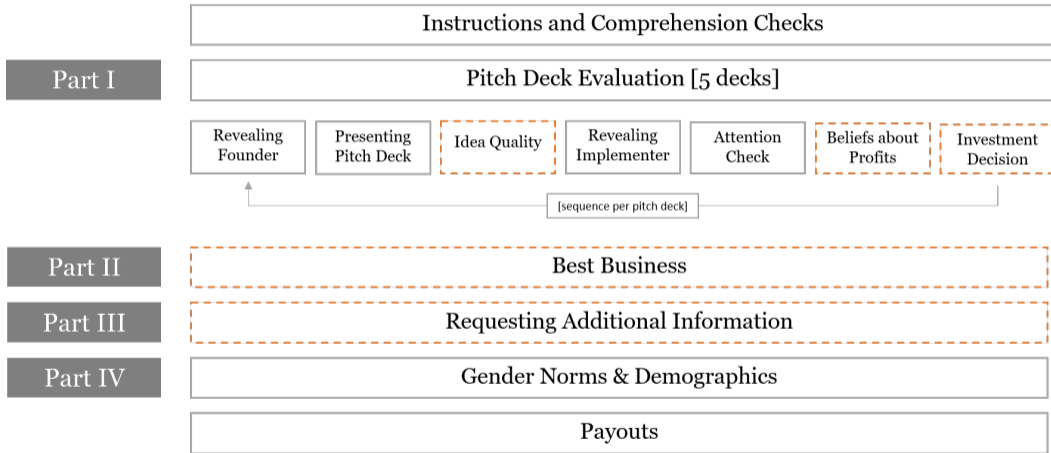 Instructions and Comprehension Checks
Part I
Pitch Deck Evaluation [5 decks]
Revealing
Founder
Presenting
Pitch Deck
Idea Quality
Revealing
Implementer
Attention
Check
Beliefs about
Profits
Investment
Decision
[sequence per pitch deck]
Part II
Best Business
Part III
Requesting Additional Information
Part IV
Gender Norms & Demographics
Payouts